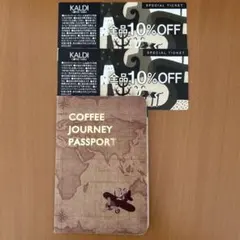 KALDI
SPECIAL TICKET
全品10%OFF
KALDI
SPECIAL TICKET
全品10%OFF
COFFEE
JOURNEY
PASSPORT